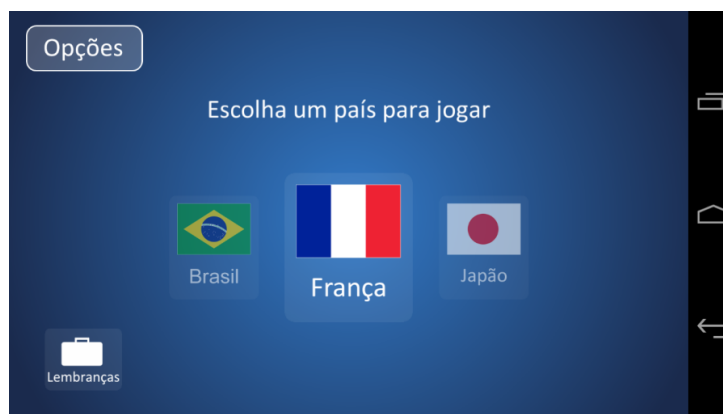 Opções
Escolha um país para jogar
Brasil
França
Japão
Lembranças